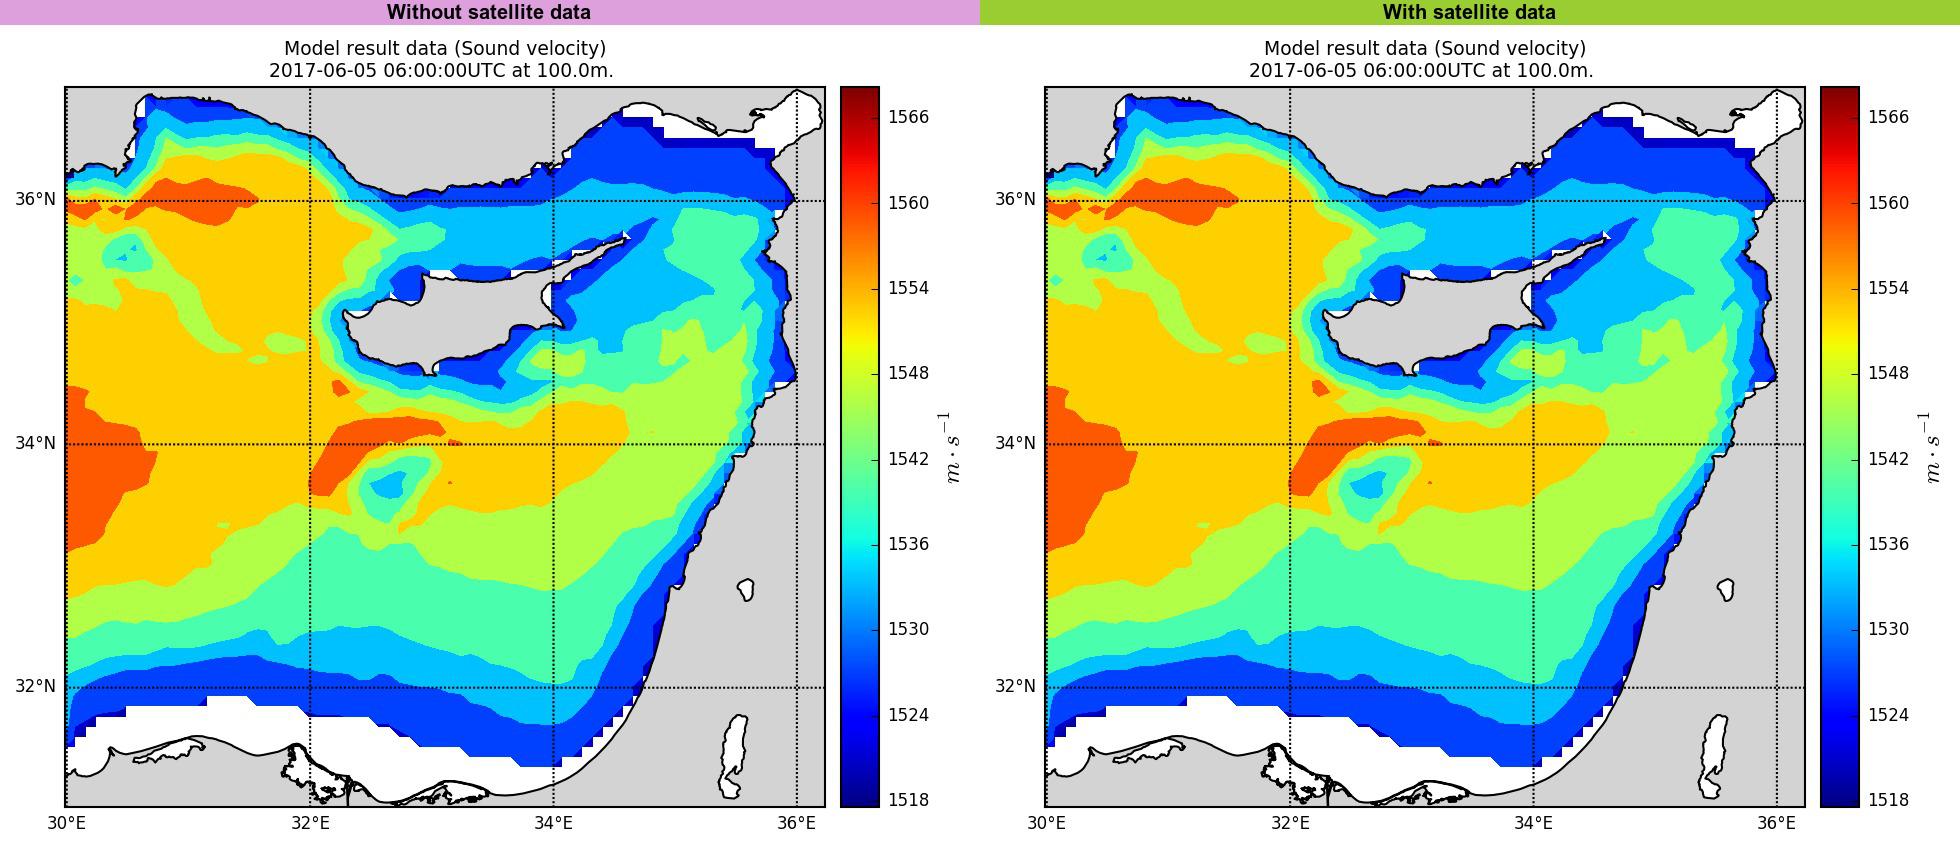 Without satellite data
With satellite data
Model result data (Sound velocity)
2017-06-05 06:00:00UTC at 100.0m.
36°N
34°N
32°N
30°E 32°E 34°E 36°E
1566
1560
1554
1548
1542
1536
1530
1524
1518
m · s⁻¹
Model result data (Sound velocity)
2017-06-05 06:00:00UTC at 100.0m.
36°N
34°N
32°N
30°E 32°E 34°E 36°E
1566
1560
1554
1548
1542
1536
1530
1524
1518
m · s⁻¹